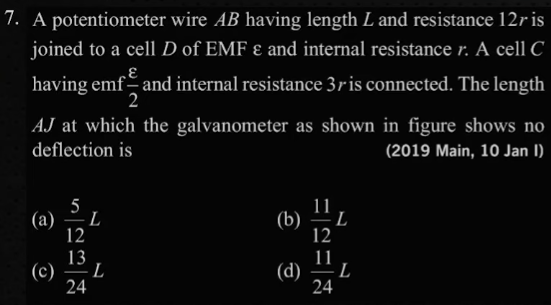 7. A potentiometer wire AB having length L and resistance 12r is
joined to a cell D of EMF ε and internal resistance r. A cell C
having emf ε/2 and internal resistance 3r is connected. The length
AJ at which the galvanometer as shown in figure shows no
deflection is (2019 Main, 10 Jan I)
(a) 5/12 L (b) 11/12 L
(c) 13/24 L (d) 11/24 L